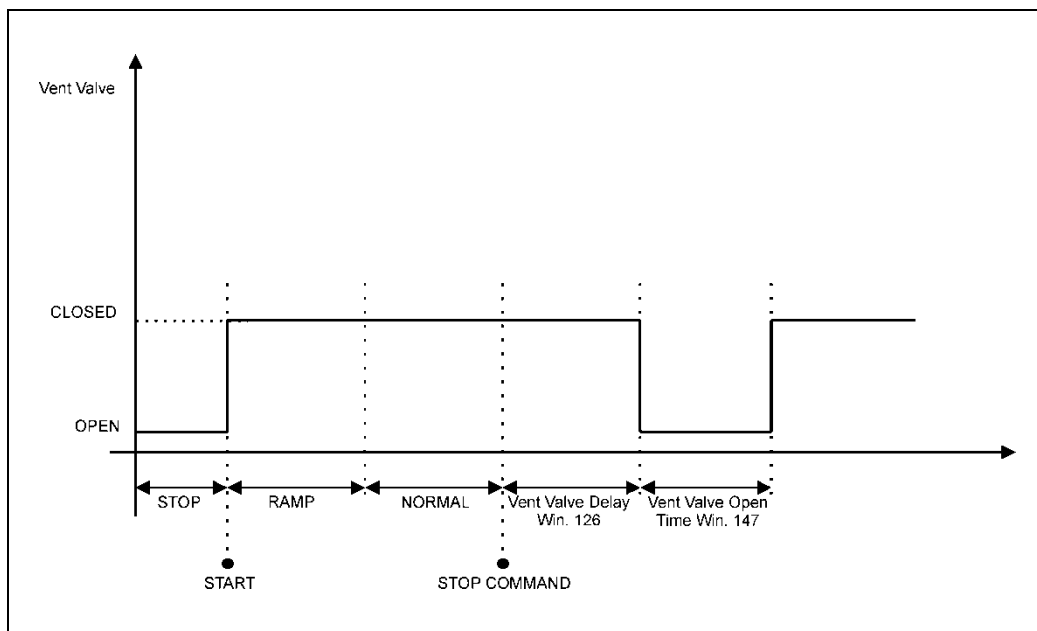 Vent Valve
CLOSED
OPEN
STOP
RAMP
NORMAL
Vent Valve Delay
Win. 126
Vent Valve Open
Time Win. 147
START
STOP COMMAND